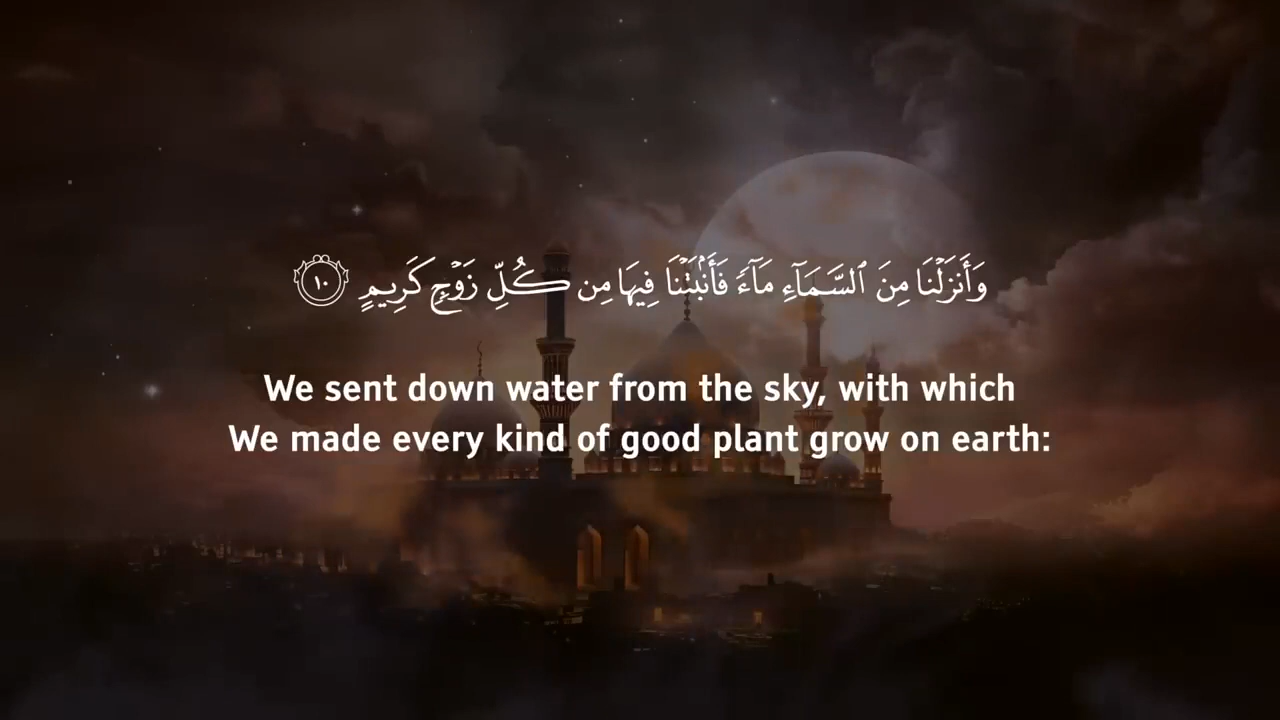 وَأَنزَلْنَا مِنَ ٱلسَّمَآءِ مَآءً فَأَنۢبَتْنَا فِيهَا مِن كُلِّ زَوْجٍ كَرِيمٍ ١٠
We sent down water from the sky, with which
We made every kind of good plant grow on earth: